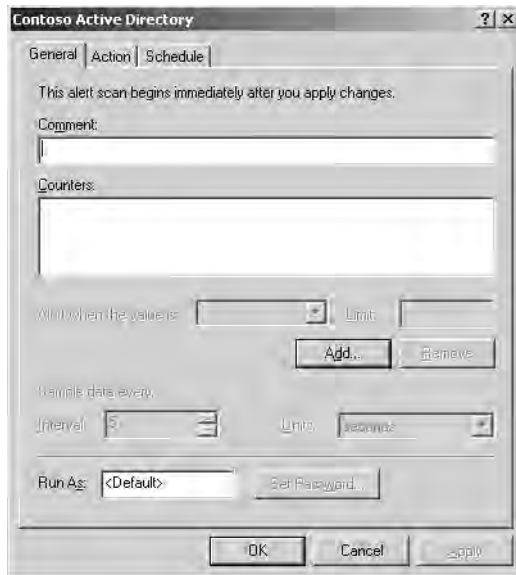 Contoso Active Directory
General Action Schedule
This alert scan begins immediately after you apply changes.
Comment:
Counters:
Alert when the value is: Limit:
Add... Remove
Sample data every:
Interval: 5 Units: seconds
Run As: <Default> Set Password...
OK Cancel Apply